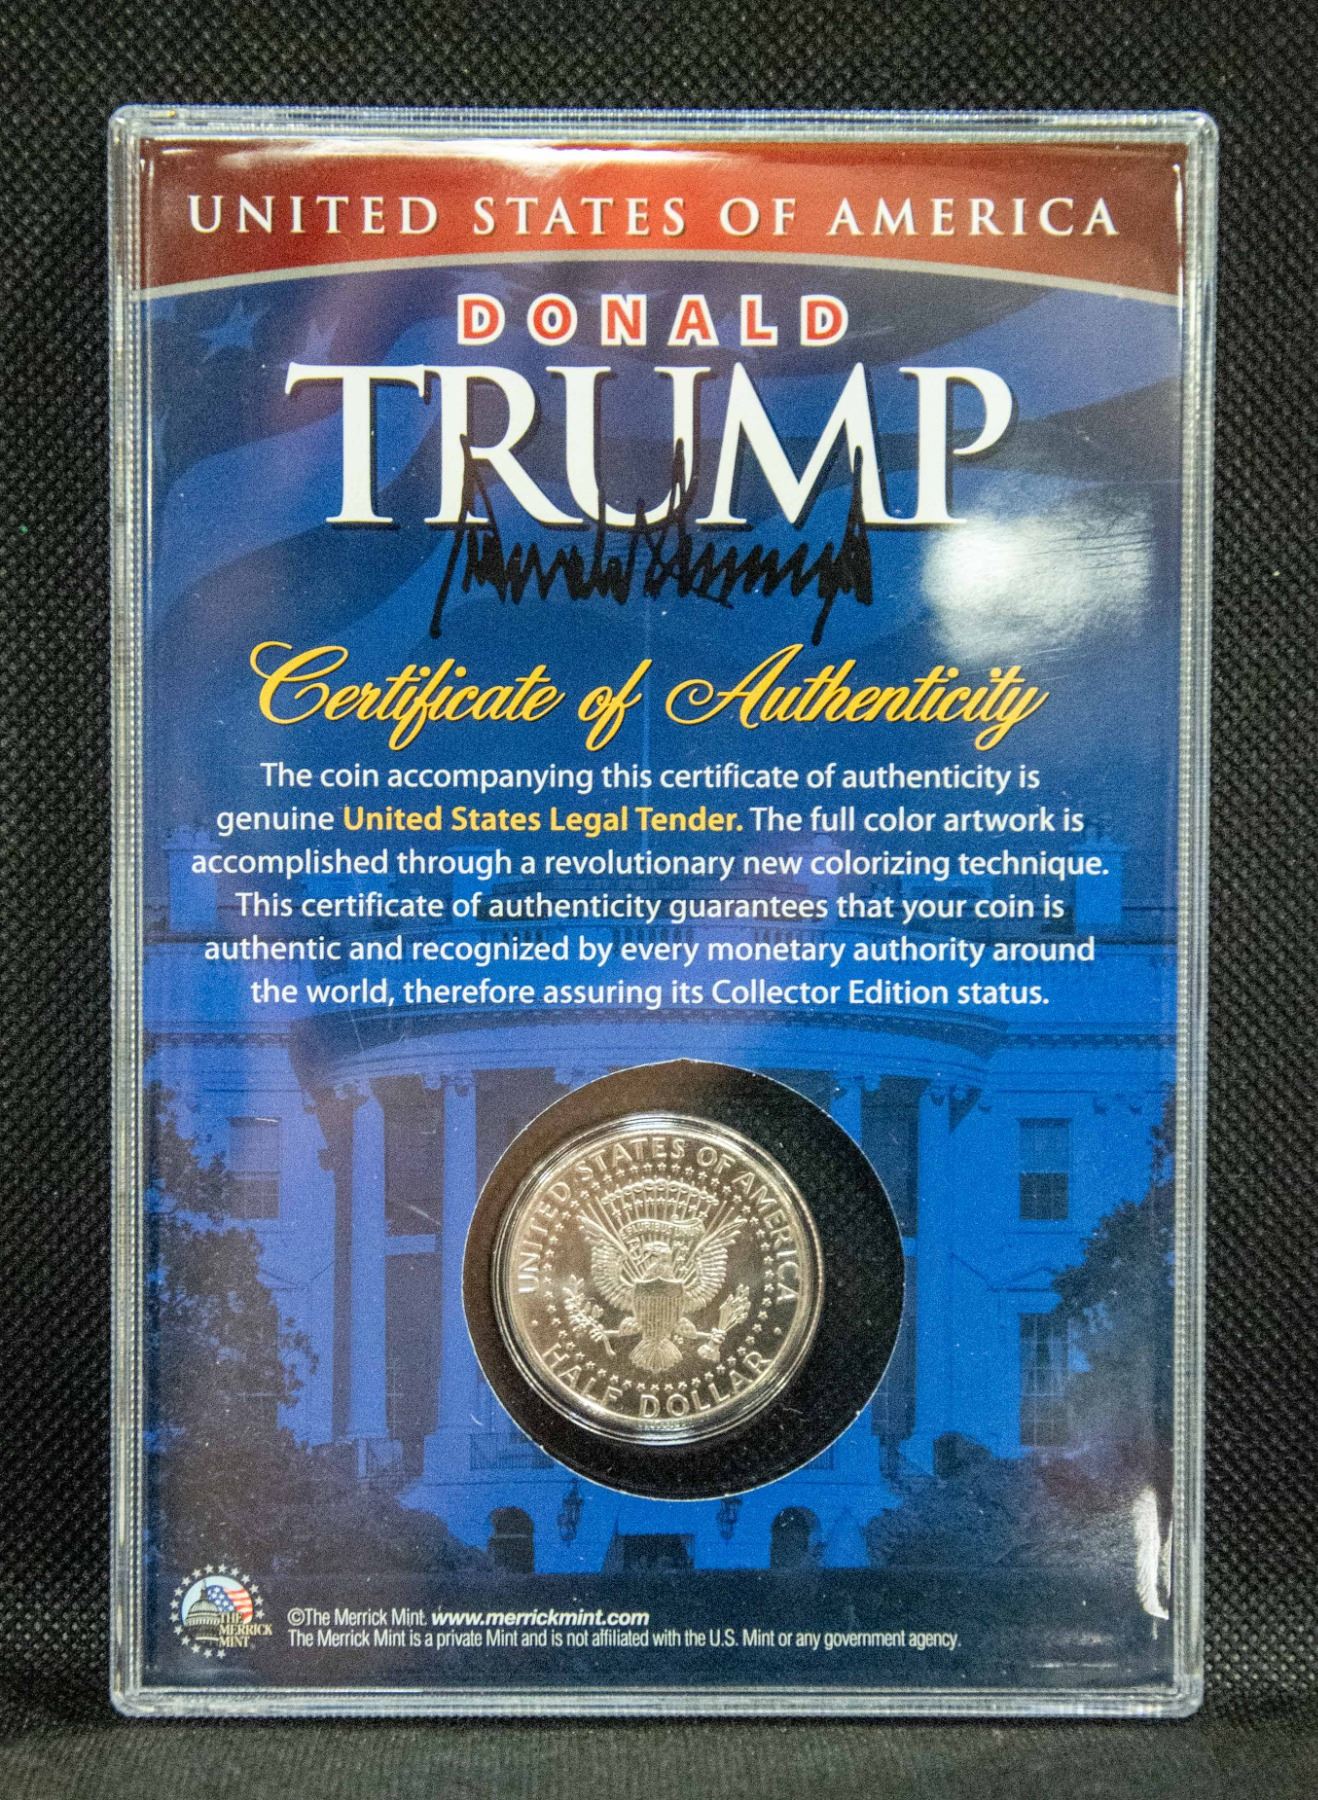 UNITED STATES OF AMERICA
DONALD
TRUMP
Certificate of Authenticity
The coin accompanying this certificate of authenticity is
genuine United States Legal Tender. The full color artwork is
accomplished through a revolutionary new colorizing technique.
This certificate of authenticity guarantees that your coin is
authentic and recognized by every monetary authority around
the world, therefore assuring its Collector Edition status.
UNITED STATES OF AMERICA
PLURIBUS
HALF DOLLAR
THE
MERRICK
MINT
©The Merrick Mint. www.merrickmint.com
The Merrick Mint is a private Mint and is not affiliated with the U.S. Mint or any government agency.